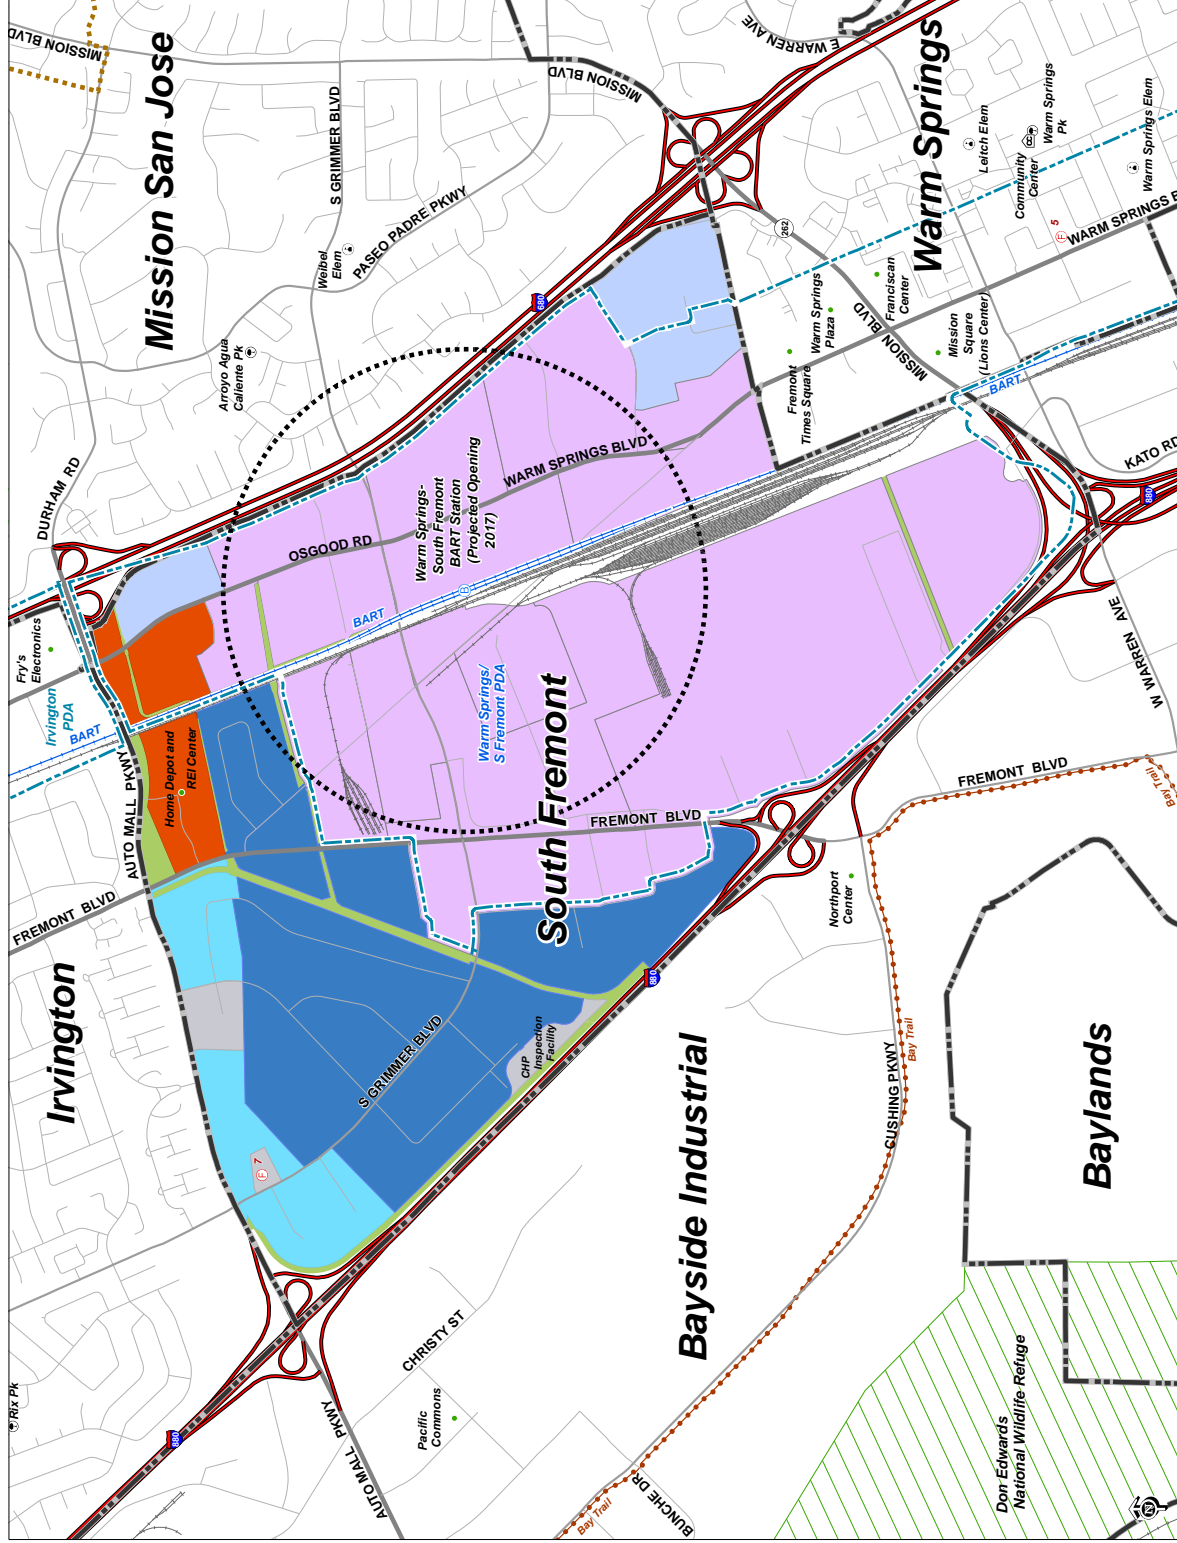 MISSION BLVD
Mission San Jose
S GRIMMER BLVD
PASEO PADRE PKWY
Weibel
Elem
Arroyo Agua
Caliente Pk
DURHAM RD
MISSION BLVD
E WARREN AVE
Warm Springs
Leitch Elem
Community
Center
Warm Springs
Pk
Warm Springs Elem
F 5
WARM SPRINGS B
262
680
Franciscan
Center
Warm Springs
Plaza
MISSION BLVD
Mission
Square
(Lions Center)
Fremont
Times Square
BART
KATO RD
880
W WARREN AVE
OSGOOD RD
WARM SPRINGS BLVD
Warm Springs-
South Fremont
BART Station
(Projected Opening
2017)
B
BART
Fry's
Electronics
Irvington
PDA
BART
AUTO MALL PKWY
Home Depot and
REI Center
Warm Springs/
S Fremont PDA
South Fremont
FREMONT BLVD
FREMONT BLVD
FREMONT BLVD
Bay Trail
Bay Trail
Northport
Center
Irvington
S GRIMMER BLVD
CHP
Inspection
Facility
880
F 7
Bayside Industrial
CUSHING PKWY
Bay Trail
Baylands
CHRISTY ST
Pacific
Commons
AUTO MALL PKWY
880
Rix Pk
Bay Trail
BUNCHE DR
Don Edwards
National Wildlife Refuge
N